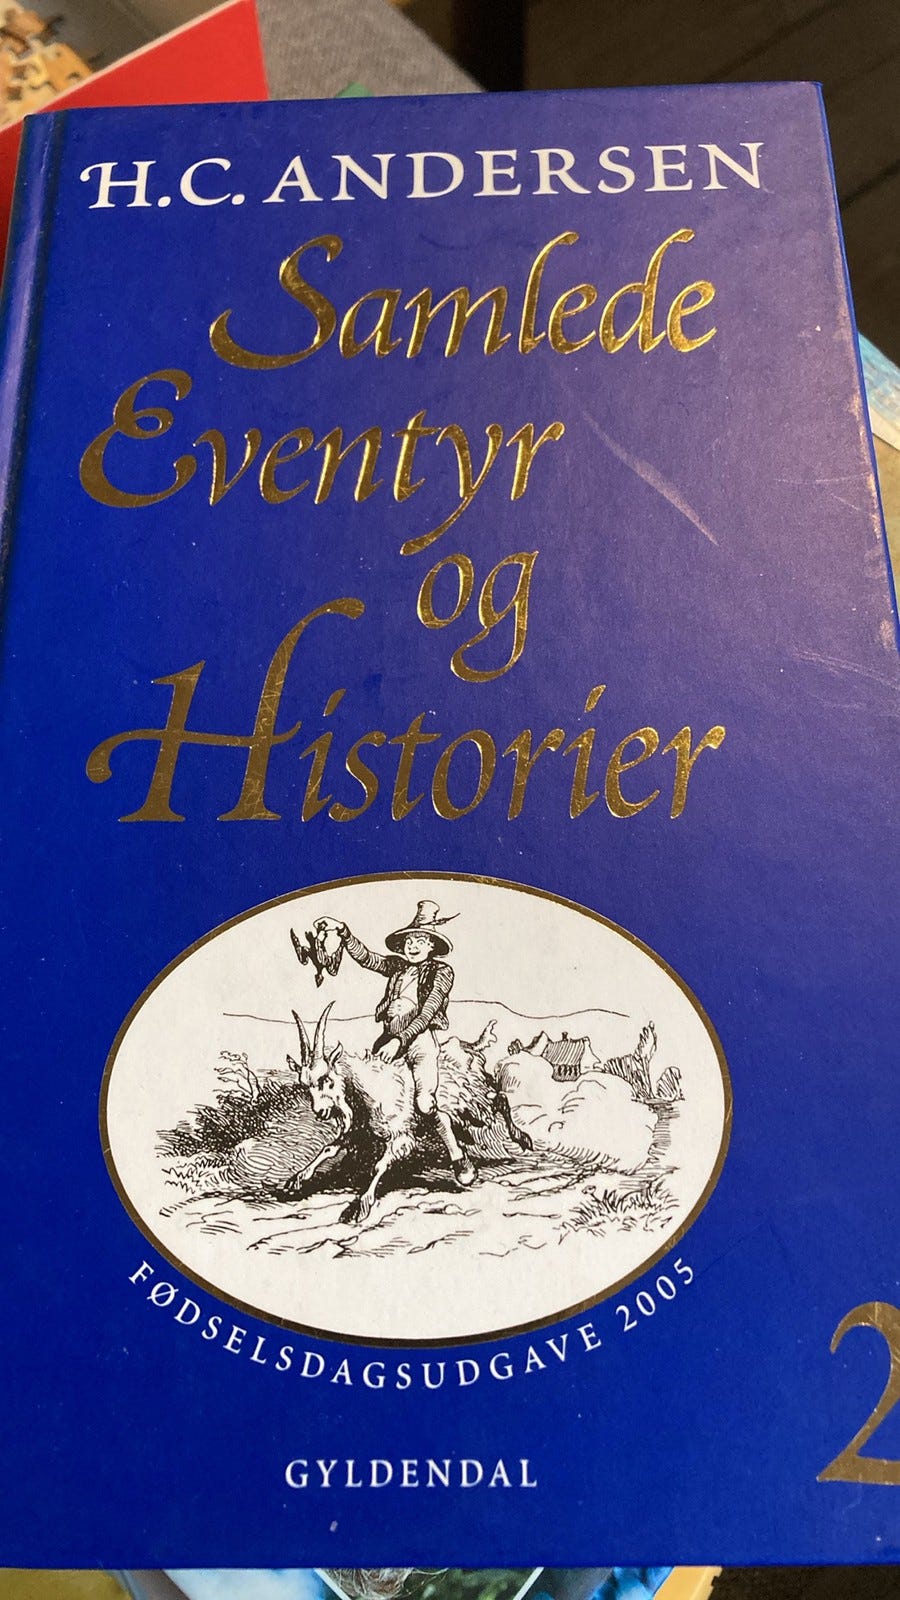 H.C. ANDERSEN
Samlede
Eventyr
og
Historier
FØDSELSDAGSUDGAVE 2005
2
GYLDENDAL